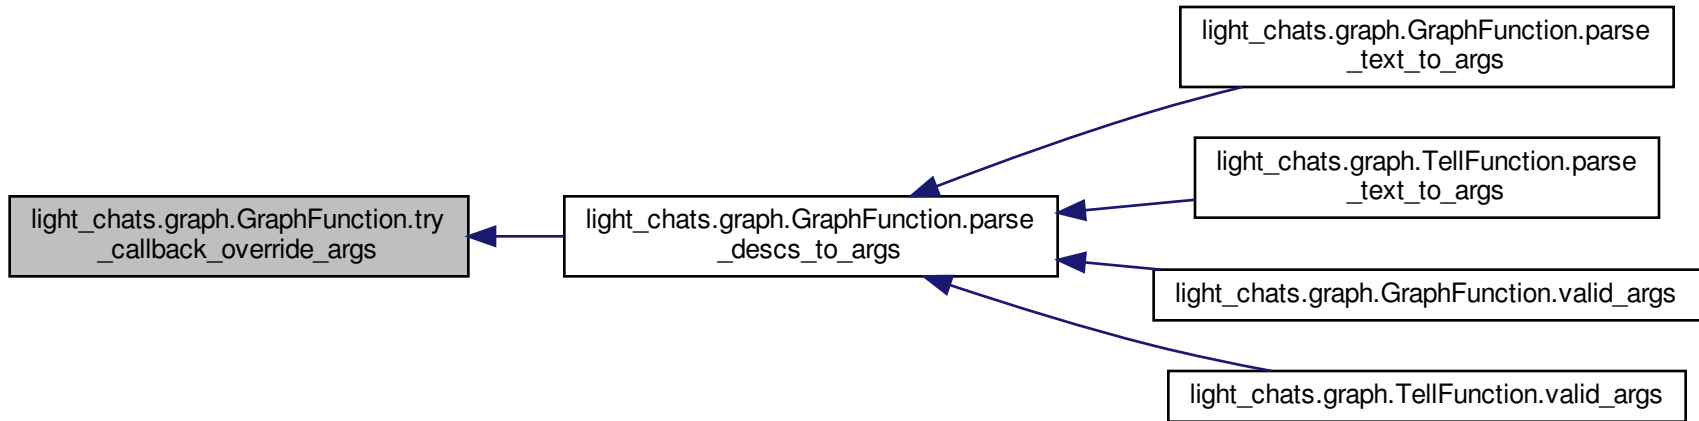 light_chats.graph.GraphFunction.try
_callback_override_args
light_chats.graph.GraphFunction.parse
_descs_to_args
light_chats.graph.GraphFunction.parse
_text_to_args
light_chats.graph.TellFunction.parse
_text_to_args
light_chats.graph.GraphFunction.valid_args
light_chats.graph.TellFunction.valid_args